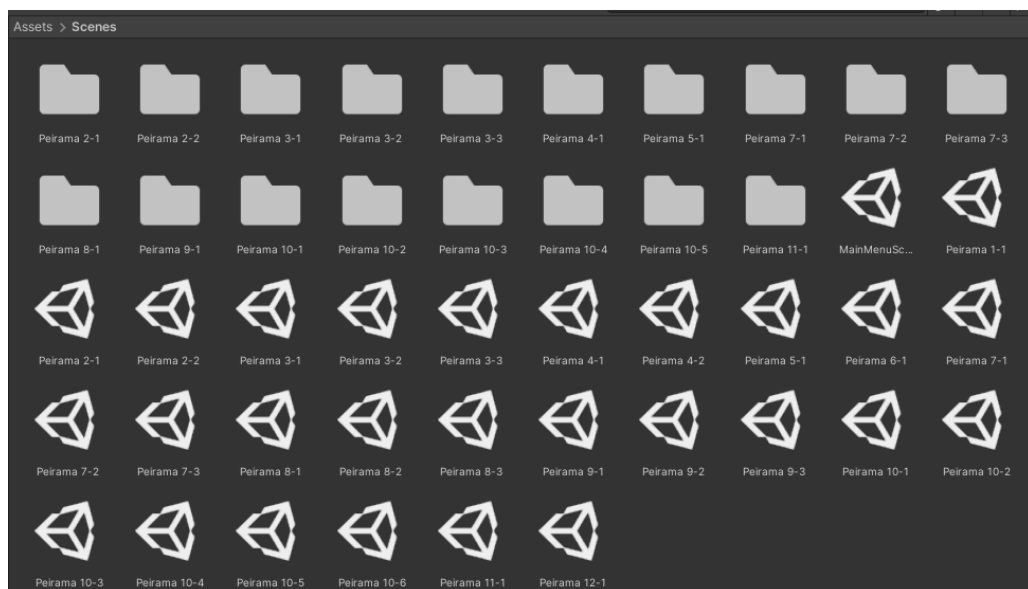 Assets > Scenes
Peirama 2-1 Peirama 2-2 Peirama 3-1 Peirama 3-2 Peirama 3-3 Peirama 4-1 Peirama 5-1 Peirama 7-1 Peirama 7-2 Peirama 7-3
Peirama 8-1 Peirama 9-1 Peirama 10-1 Peirama 10-2 Peirama 10-3 Peirama 10-4 Peirama 10-5 Peirama 11-1 MainMenuSc... Peirama 1-1
Peirama 2-1 Peirama 2-2 Peirama 3-1 Peirama 3-2 Peirama 3-3 Peirama 4-1 Peirama 4-2 Peirama 5-1 Peirama 6-1 Peirama 7-1
Peirama 7-2 Peirama 7-3 Peirama 8-1 Peirama 8-2 Peirama 8-3 Peirama 9-1 Peirama 9-2 Peirama 9-3 Peirama 10-1 Peirama 10-2
Peirama 10-3 Peirama 10-4 Peirama 10-5 Peirama 10-6 Peirama 11-1 Peirama 12-1